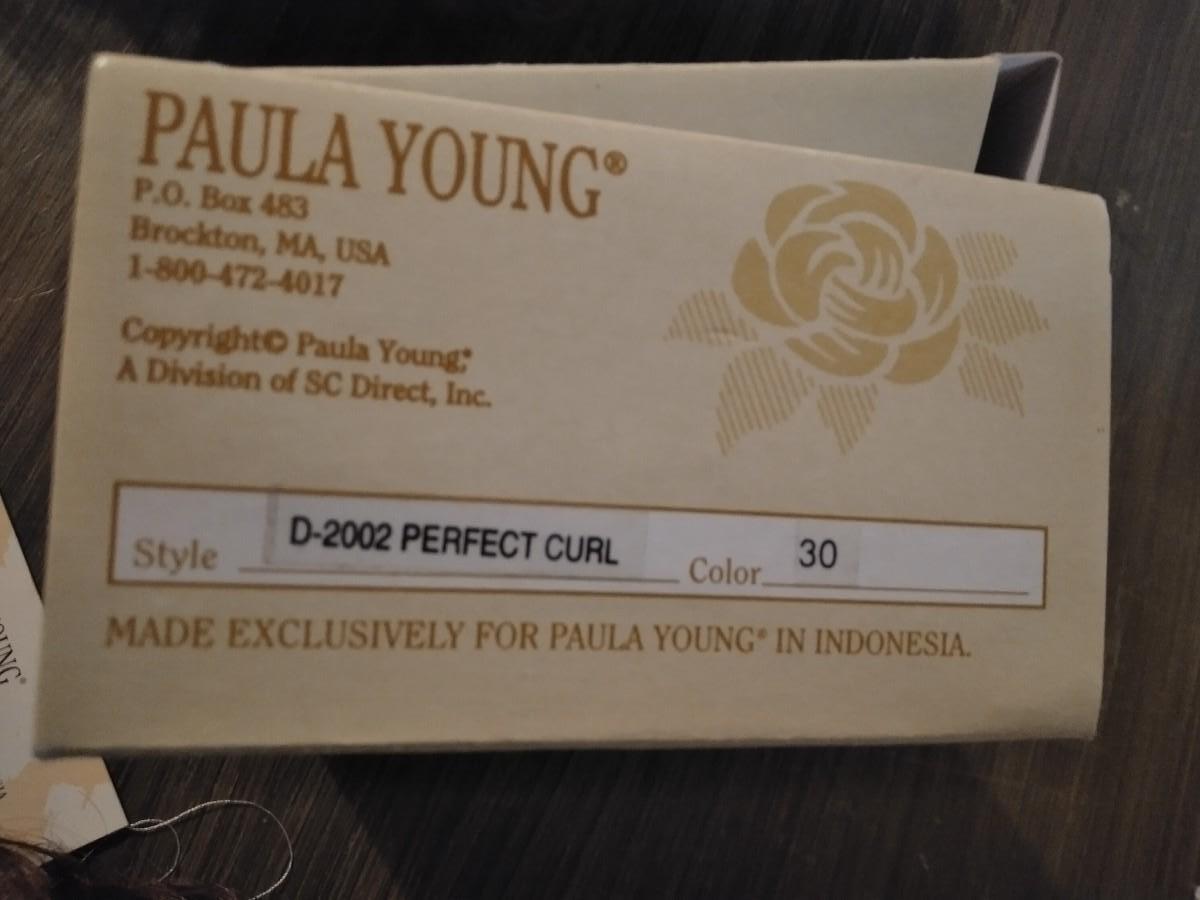 PAULA YOUNG®
P.O. Box 483
Brockton, MA, USA
1-800-472-4017
Copyright© Paula Young,®
A Division of SC Direct, Inc.
Style D-2002 PERFECT CURL Color 30
MADE EXCLUSIVELY FOR PAULA YOUNG® IN INDONESIA.
OUNG®